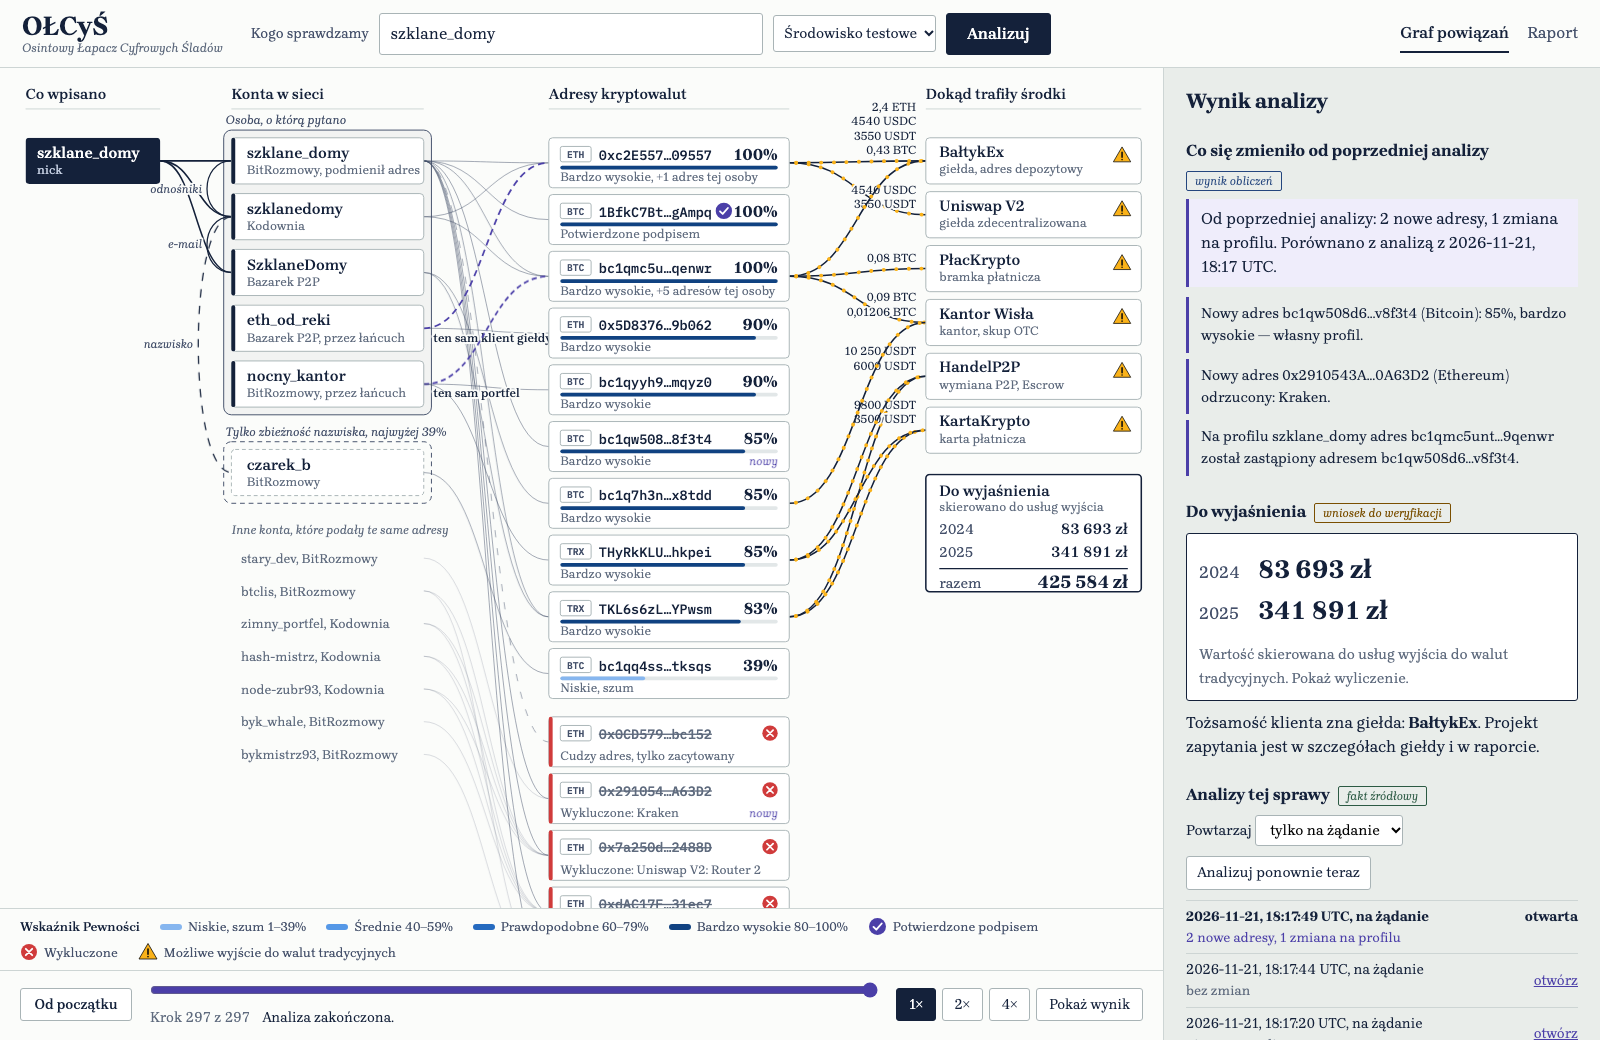 OŁCyŚ
Osintowy Łapacz Cyfrowych Śladów
Kogo sprawdzamy
szklane_domy
Środowisko testowe
Analizuj
Graf powiązań
Raport
Co wpisano
szklane_domy
nick
odnośniki
e-mail
nazwisko
Konta w sieci
Osoba, o którą pytano
szklane_domy
BitRozmowy, podmienił adres
szklanedomy
Kodownia
SzklaneDomy
Bazarek P2P
eth_od_reki
Bazarek P2P, przez łańcuch
nocny_kantor
BitRozmowy, przez łańcuch
ten sam klient giełdy
ten sam portfel
Tylko zbieżność nazwiska, najwyżej 39%
czarek_b
BitRozmowy
Inne konta, które podały te same adresy
stary_dev, BitRozmowy
btclis, BitRozmowy
zimny_portfel, Kodownia
hash-mistrz, Kodownia
node-zubr93, Kodownia
byk_whale, BitRozmowy
bykmistrz93, BitRozmowy
Adresy kryptowalut
ETH 0xc2E557…09557 100%
Bardzo wysokie, +1 adres tej osoby
BTC 1BfkC7Bt…gAmpq 100%
Potwierdzone podpisem
BTC bc1qmc5u…qenwr 100%
Bardzo wysokie, +5 adresów tej osoby
ETH 0x5D8376…9b062 90%
Bardzo wysokie
BTC bc1qyyh9…mqyz0 90%
Bardzo wysokie
BTC bc1qw508…8f3t4 85%
Bardzo wysokie nowy
BTC bc1q7h3n…x8tdd 85%
Bardzo wysokie
TRX THyRkKLU…hkpei 85%
Bardzo wysokie
TRX TKL6s6zL…YPwsm 83%
Bardzo wysokie
BTC bc1qq4ss…tksqs 39%
Niskie, szum
ETH 0x0CD579…bc152
Cudzy adres, tylko zacytowany
ETH 0x291054…A63D2
Wykluczone: Kraken nowy
ETH 0x7a250d…2488D
Wykluczone: Uniswap V2: Router 2
ETH 0xdAC17F…31ec7
Dokąd trafiły środki
2,4 ETH
4540 USDC
3550 USDT
0,43 BTC
4540 USDC
3550 USDT
0,08 BTC
0,09 BTC
0,01206 BTC
10 250 USDT
6000 USDT
9800 USDT
3500 USDT
BałtykEx
giełda, adres depozytowy
Uniswap V2
giełda zdecentralizowana
PłacKrypto
bramka płatnicza
Kantor Wisła
kantor, skup OTC
HandelP2P
wymiana P2P, Escrow
KartaKrypto
karta płatnicza
Do wyjaśnienia
skierowano do usług wyjścia
2024 83 693 zł
2025 341 891 zł
razem 425 584 zł
Wskaźnik Pewności
Niskie, szum 1–39%
Średnie 40–59%
Prawdopodobne 60–79%
Bardzo wysokie 80–100%
Potwierdzone podpisem
Wykluczone
Możliwe wyjście do walut tradycyjnych
Od początku
Krok 297 z 297 Analiza zakończona.
1×
2×
4×
Pokaż wynik
Wynik analizy
Co się zmieniło od poprzedniej analizy
wynik obliczeń
Od poprzedniej analizy: 2 nowe adresy, 1 zmiana
na profilu. Porównano z analizą z 2026-11-21,
18:17 UTC.
Nowy adres bc1qw508d6…v8f3t4 (Bitcoin): 85%, bardzo
wysokie — własny profil.
Nowy adres 0x2910543A…0A63D2 (Ethereum)
odrzucony: Kraken.
Na profilu szklane_domy adres bc1qmc5unt…9qenwr
został zastąpiony adresem bc1qw508d6…v8f3t4.
Do wyjaśnienia wniosek do weryfikacji
2024 83 693 zł
2025 341 891 zł
Wartość skierowana do usług wyjścia do walut
tradycyjnych. Pokaż wyliczenie.
Tożsamość klienta zna giełda: BałtykEx. Projekt
zapytania jest w szczegółach giełdy i w raporcie.
Analizy tej sprawy fakt źródłowy
Powtarzaj tylko na żądanie
Analizuj ponownie teraz
2026-11-21, 18:17:49 UTC, na żądanie otwarta
2 nowe adresy, 1 zmiana na profilu
2026-11-21, 18:17:44 UTC, na żądanie
bez zmian
otwórz
2026-11-21, 18:17:20 UTC, na żądanie
otwórz